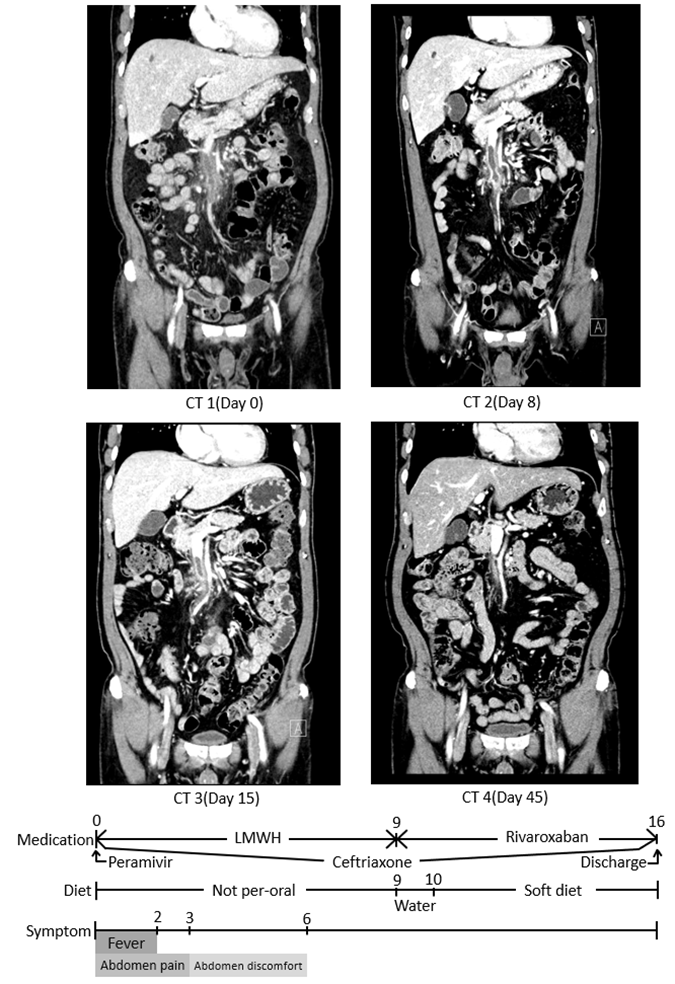 A
CT 1(Day 0)
CT 2(Day 8)
A
CT 3(Day 15)
CT 4(Day 45)
0 9 16
Medication LMWH Rivaroxaban
Peramivir Ceftriaxone Discharge
Diet Not per-oral 9 10 Soft diet
Water
2 3 6
Symptom
Fever
Abdomen pain Abdomen discomfort